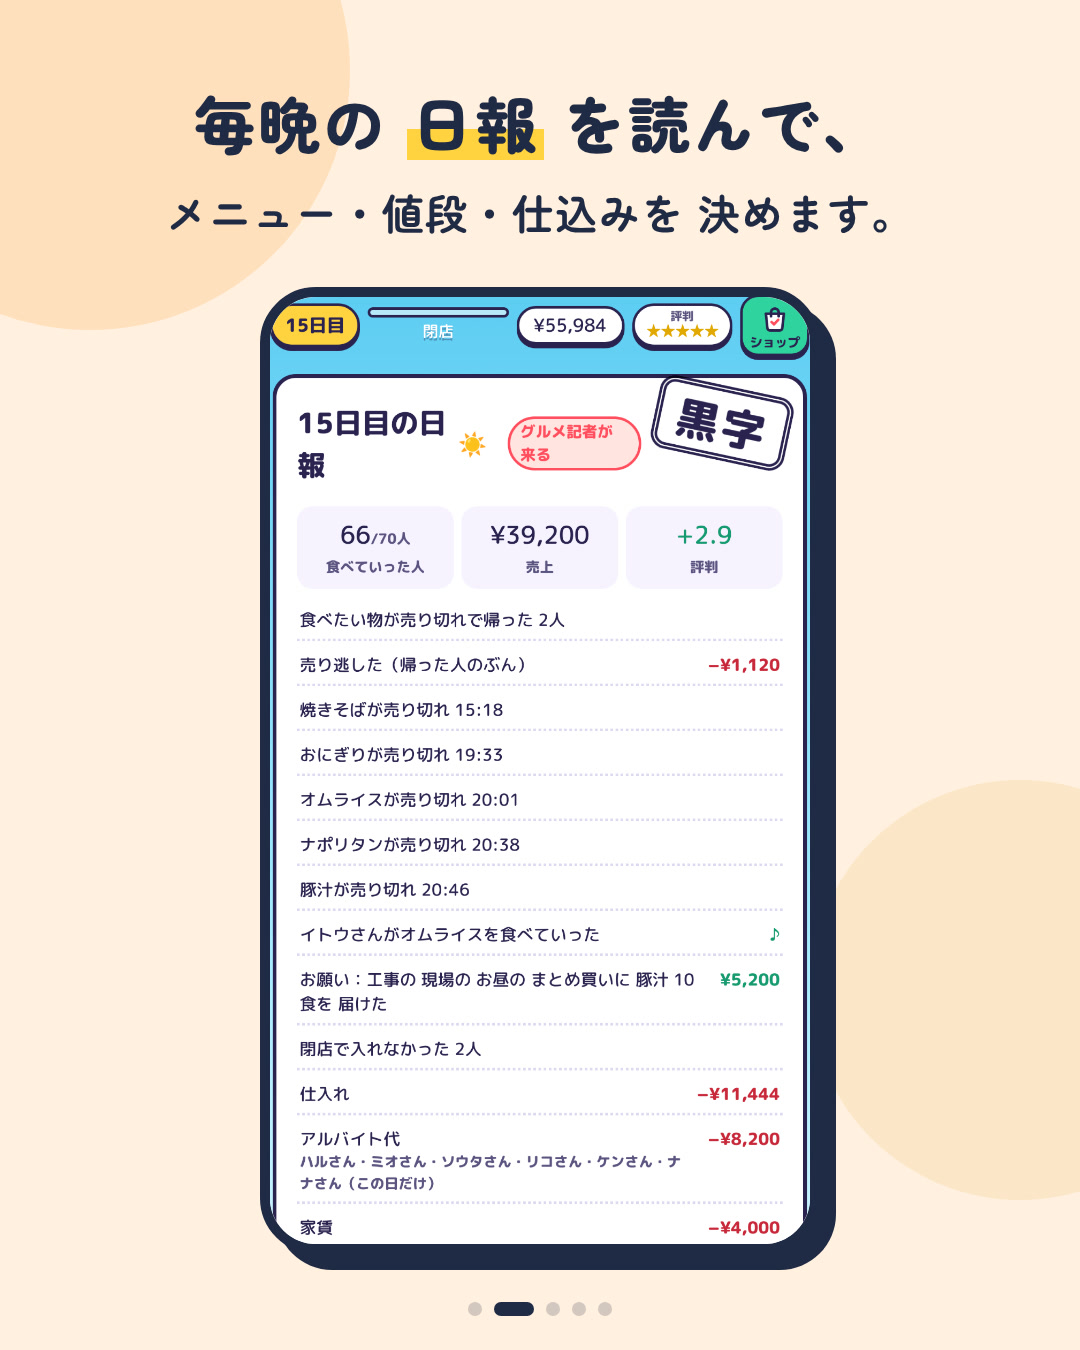 毎晩の 日報 を読んで、
メニュー・値段・仕込みを 決めます。
15日目
閉店
¥55,984
評判
★★★★★
ショップ
15日目の日
報
グルメ記者が
来る
黒字
66/70人
食べていった人
¥39,200
売上
+2.9
評判
食べたい物が売り切れで帰った 2人
売り逃した（帰った人のぶん） −¥1,120
焼きそばが売り切れ 15:18
おにぎりが売り切れ 19:33
オムライスが売り切れ 20:01
ナポリタンが売り切れ 20:38
豚汁が売り切れ 20:46
イトウさんがオムライスを食べていった ♪
お願い：工事の 現場の お昼の まとめ買いに 豚汁 10 ¥5,200
食を 届けた
閉店で入れなかった 2人
仕入れ −¥11,444
アルバイト代 −¥8,200
ハルさん・ミオさん・ソウタさん・リコさん・ケンさん・ナ
ナさん（この日だけ）
家賃 −¥4,000